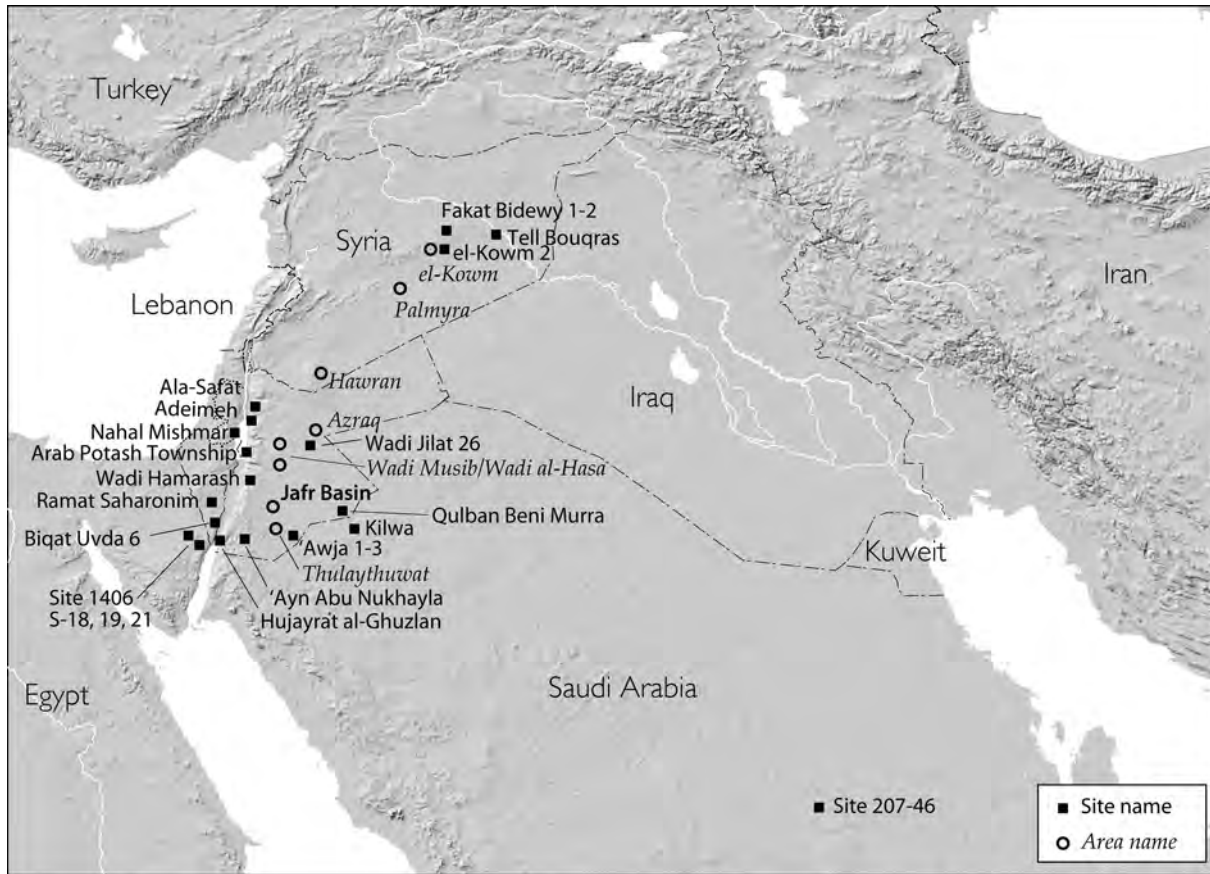 Turkey
Fakat Bidewy 1-2
Syria
Tell Bouqras
el-Kowm 2
el-Kowm
Iran
Lebanon
Palmyra
Hawran
Ala-Safat
Adeimeh
Iraq
Azraq
Nahal Mishmar
Wadi Jilat 26
Arab Potash Township
Wadi Musib/Wadi al-Hasa
Wadi Hamarash
Jafr Basin
Ramat Saharonim
Qulban Beni Murra
Kilwa
Biqat Uvda 6
Awja 1-3
Kuweit
Thulaythuwat
Site 1406
S-18, 19, 21
'Ayn Abu Nukhayla
Hujayrat al-Ghuzlan
Saudi Arabia
Egypt
Site 207-46
Site name
Area name